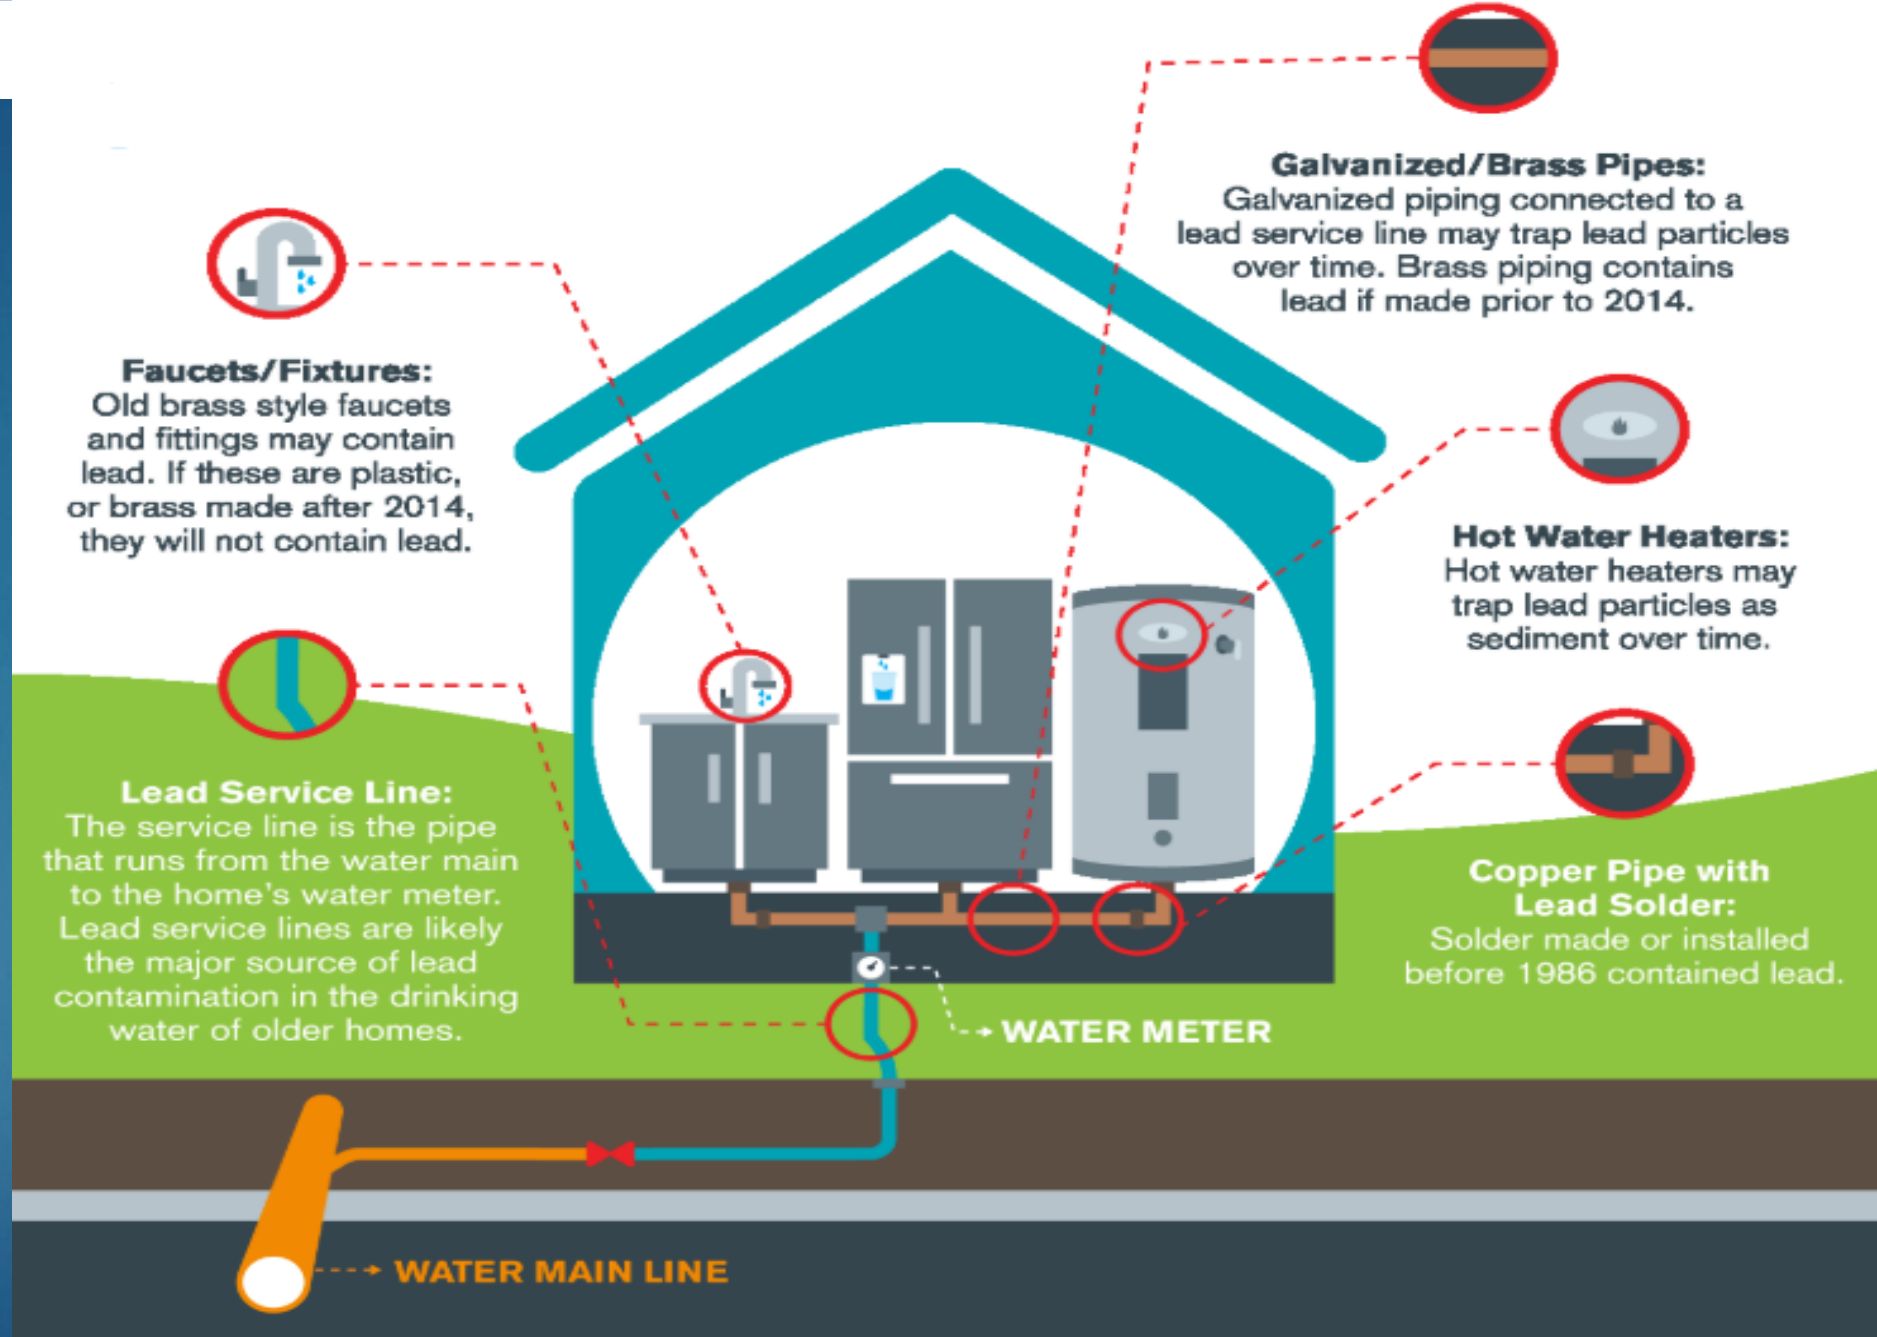 Galvanized/Brass Pipes:
Galvanized piping connected to a
lead service line may trap lead particles
over time. Brass piping contains
lead if made prior to 2014.
Faucets/Fixtures:
Old brass style faucets
and fittings may contain
lead. If these are plastic,
or brass made after 2014,
they will not contain lead.
Hot Water Heaters:
Hot water heaters may
trap lead particles as
sediment over time.
Lead Service Line:
The service line is the pipe
that runs from the water main
to the home's water meter.
Lead service lines are likely
the major source of lead
contamination in the drinking
water of older homes.
Copper Pipe with
Lead Solder:
Solder made or installed
before 1986 contained lead.
WATER METER
WATER MAIN LINE